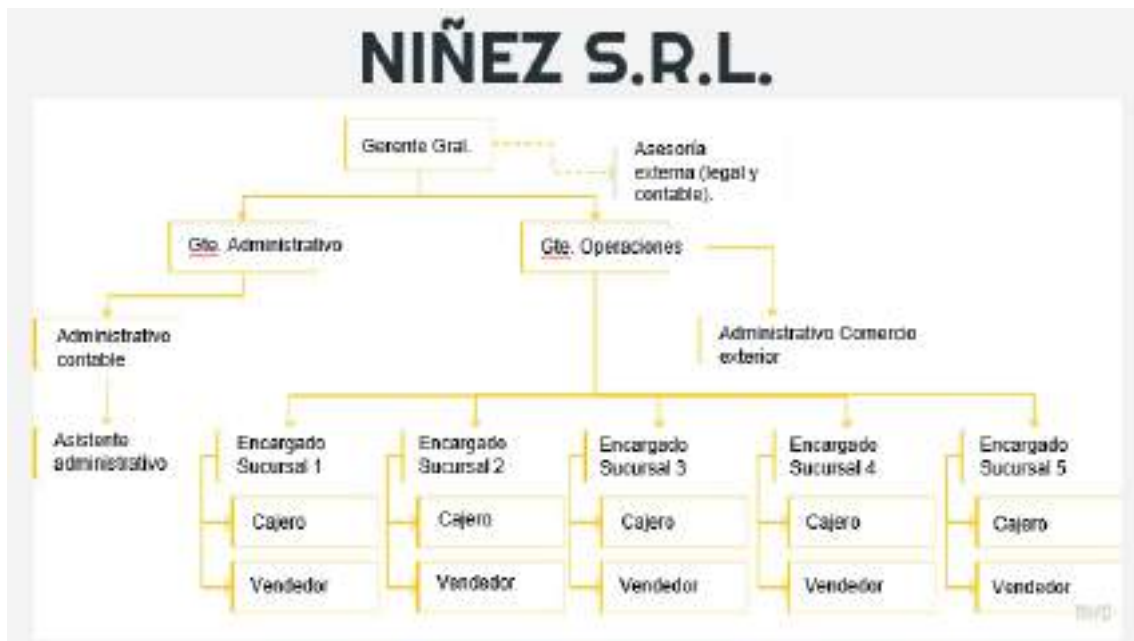 NIÑEZ S.R.L.
Gerente Gral.
Asesoría
externa (legal y
contable).
Gte. Administrativo
Gte. Operaciones
Administrativo
contable
Administrativo Comercio
exterior
Asistente
administrativo
Encargado
Sucursal 1
Encargado
Sucursal 2
Encargado
Sucursal 3
Encargado
Sucursal 4
Encargado
Sucursal 5
Cajero
Cajero
Cajero
Cajero
Cajero
Vendedor
Vendedor
Vendedor
Vendedor
Vendedor